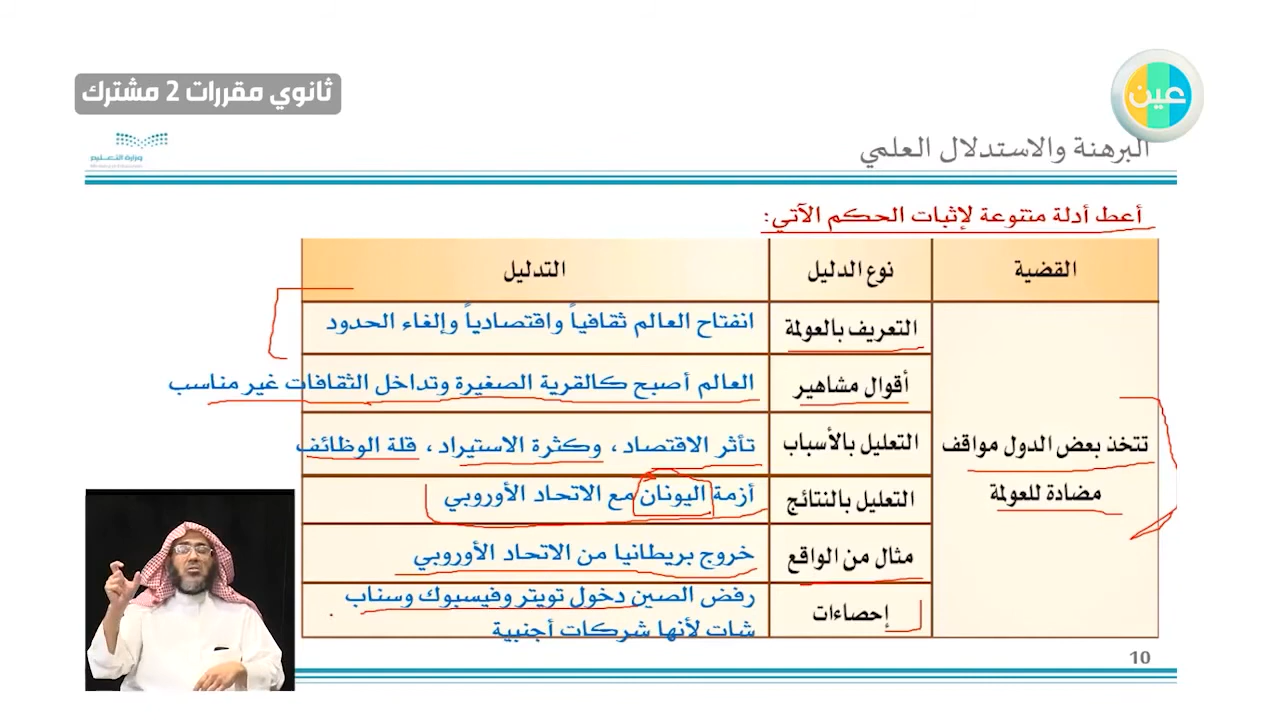 ثانوي مقررات 2 مشترك
عين
وزارة التعليم
البرهنة والاستدلال العلمي
أعط أدلة متنوعة لإثبات الحكم الآتي:
القضية
نوع الدليل
التدليل
تتخذ بعض الدول مواقف
مضادة للعولمة
التعريف بالعولمة
انفتاح العالم ثقافياً واقتصادياً وإلغاء الحدود
أقوال مشاهير
العالم أصبح كالقرية الصغيرة وتداخل الثقافات غير مناسب
التعليل بالأسباب
تأثر الاقتصاد ، وكثرة الاستيراد ، قلة الوظائف
التعليل بالنتائج
أزمة اليونان مع الاتحاد الأوروبي
مثال من الواقع
خروج بريطانيا من الاتحاد الأوروبي
إحصاءات
رفض الصين دخول تويتر وفيسبوك وسناب
شات لأنها شركات أجنبية
10